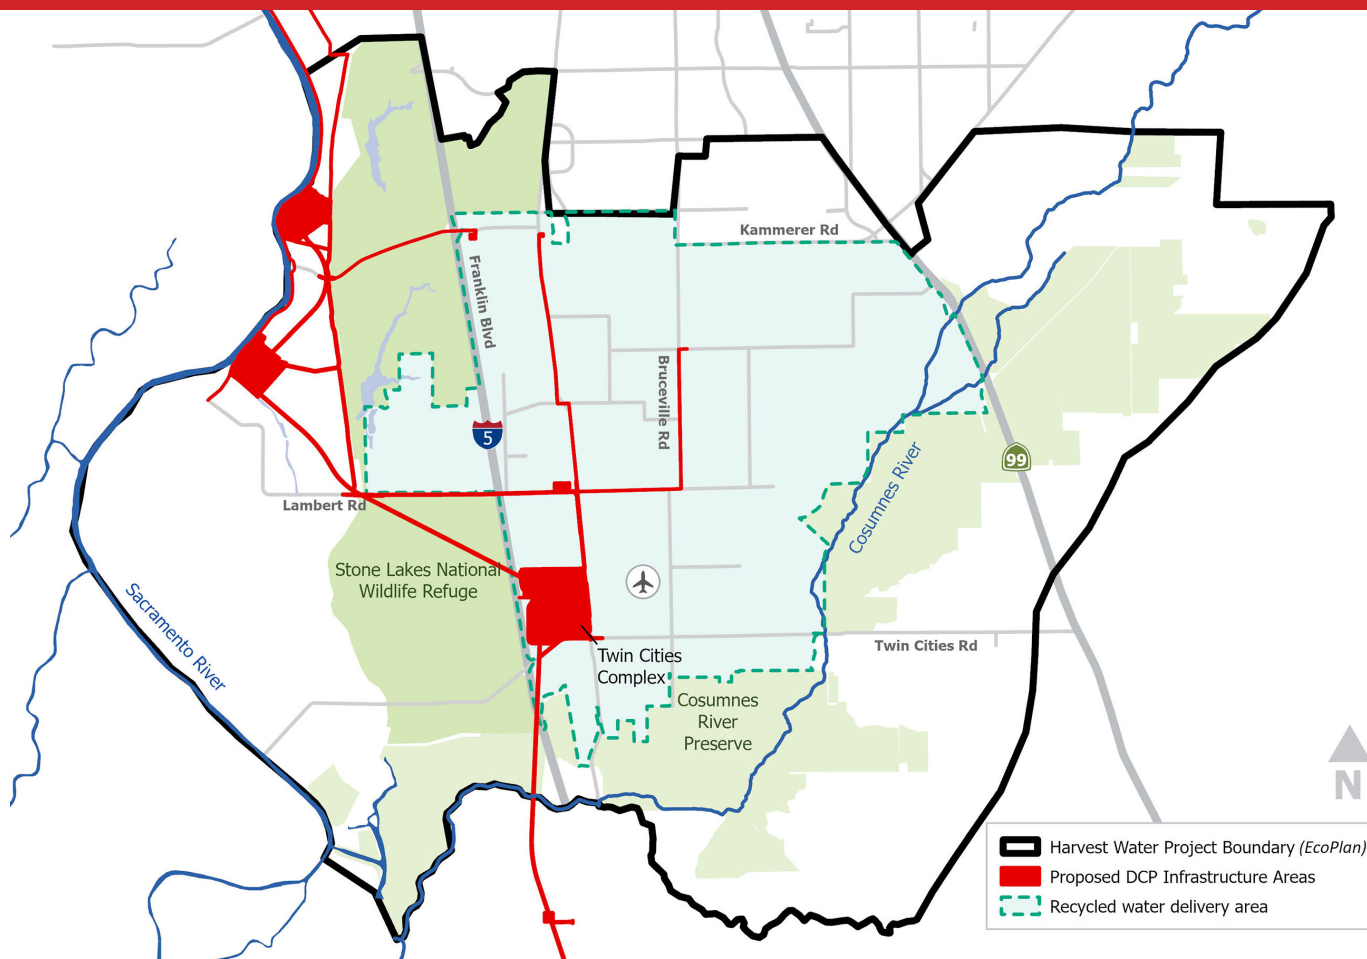 Kammerer Rd
Franklin Blvd
Bruceville Rd
5
99
Cosumnes River
Lambert Rd
Stone Lakes National
Wildlife Refuge
Sacramento River
Twin Cities Rd
Twin Cities
Complex
Cosumnes
River
Preserve
N
Harvest Water Project Boundary (EcoPlan)
Proposed DCP Infrastructure Areas
Recycled water delivery area